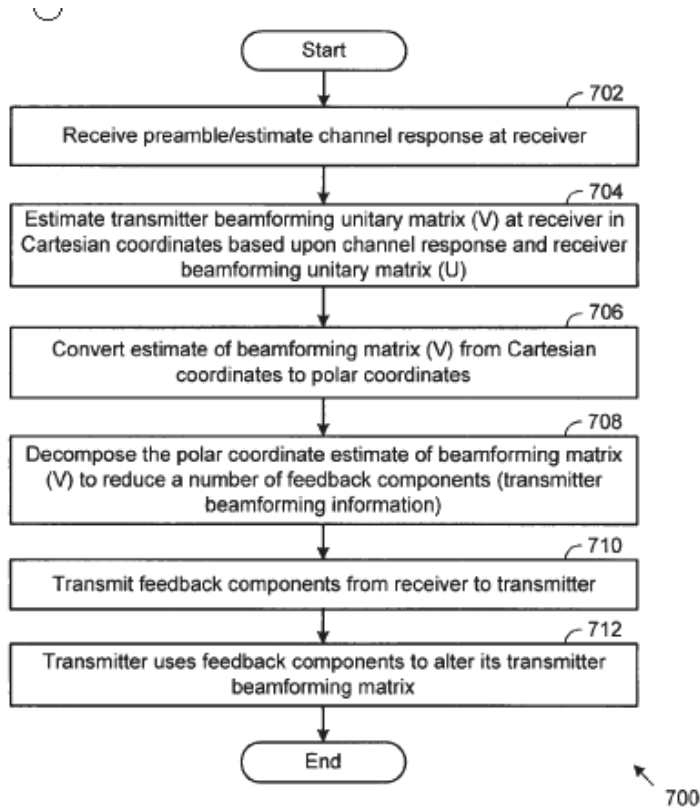 Start
702
Receive preamble/estimate channel response at receiver
704
Estimate transmitter beamforming unitary matrix (V) at receiver in
Cartesian coordinates based upon channel response and receiver
beamforming unitary matrix (U)
706
Convert estimate of beamforming matrix (V) from Cartesian
coordinates to polar coordinates
708
Decompose the polar coordinate estimate of beamforming matrix
(V) to reduce a number of feedback components (transmitter
beamforming information)
710
Transmit feedback components from receiver to transmitter
712
Transmitter uses feedback components to alter its transmitter
beamforming matrix
End
700